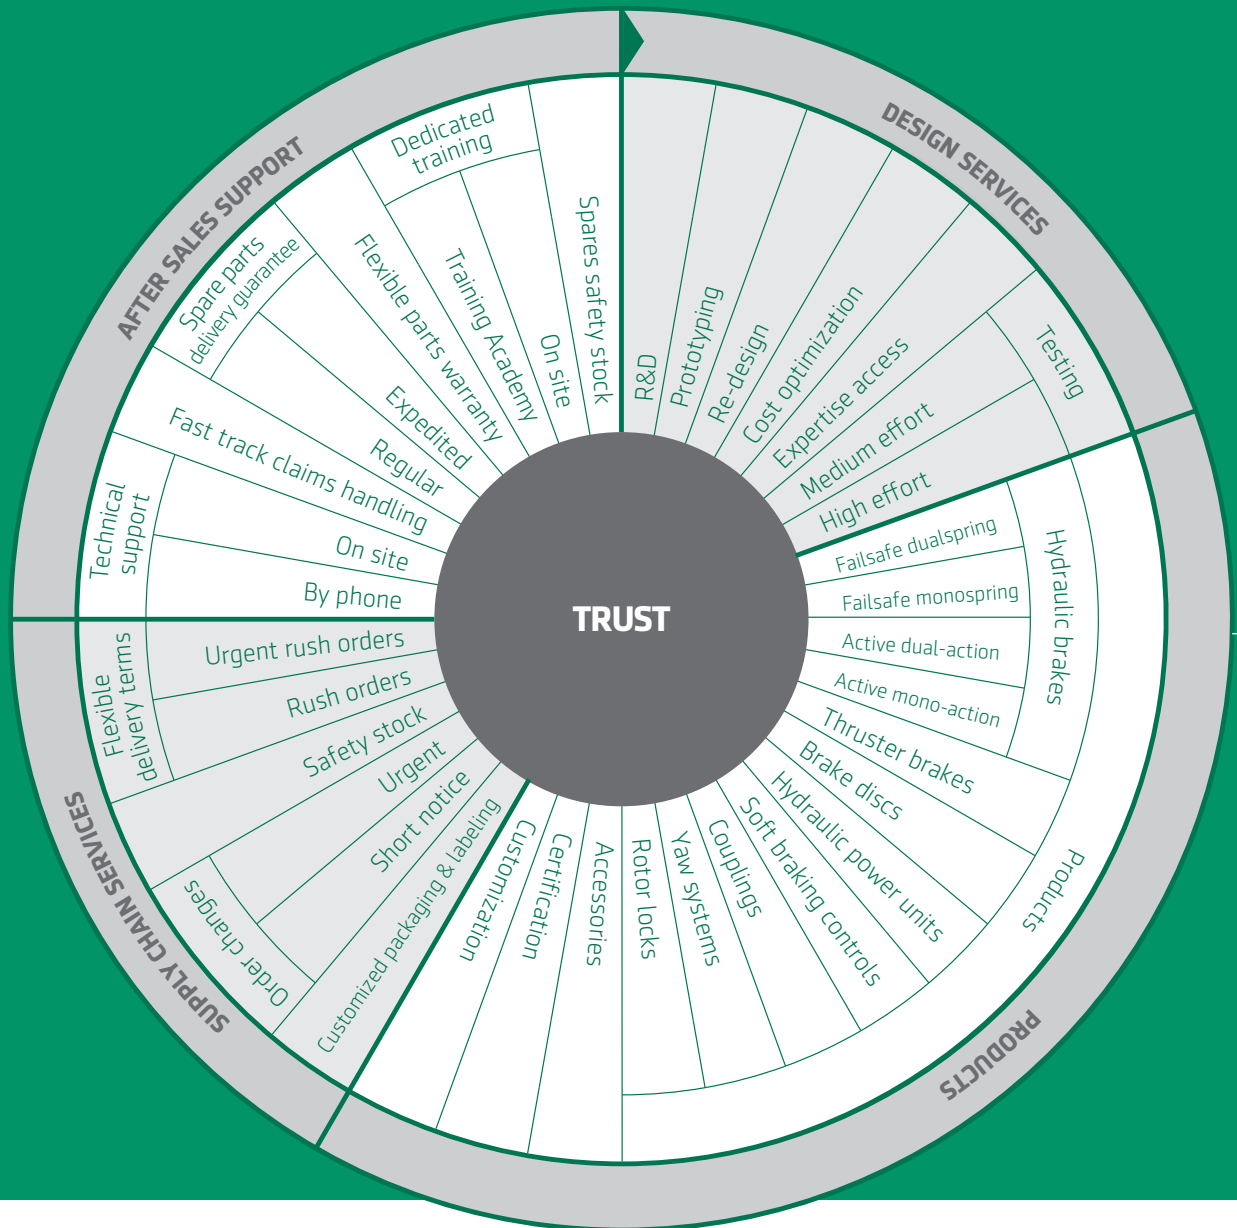 DESIGN SERVICES
R&D
Prototyping
Re-design
Cost optimization
Expertise access
Testing
Medium effort
High effort
PRODUCTS
Products
Hydraulic brakes
Failsafe dualspring
Failsafe monospring
Active dual-action
Active mono-action
Thruster brakes
Brake discs
Hydraulic power units
Soft braking controls
Couplings
Yaw systems
Rotor locks
Accessories
Certification
Customization
SUPPLY CHAIN SERVICES
Customized packaging & labeling
Order changes
Short notice
Urgent
Safety stock
Flexible
delivery terms
Rush orders
Urgent rush orders
AFTER SALES SUPPORT
Technical
support
By phone
On site
Fast track claims handling
Spare parts
delivery guarantee
Regular
Expedited
Flexible parts warranty
Dedicated
training
Training Academy
On site
Spares safety stock
TRUST